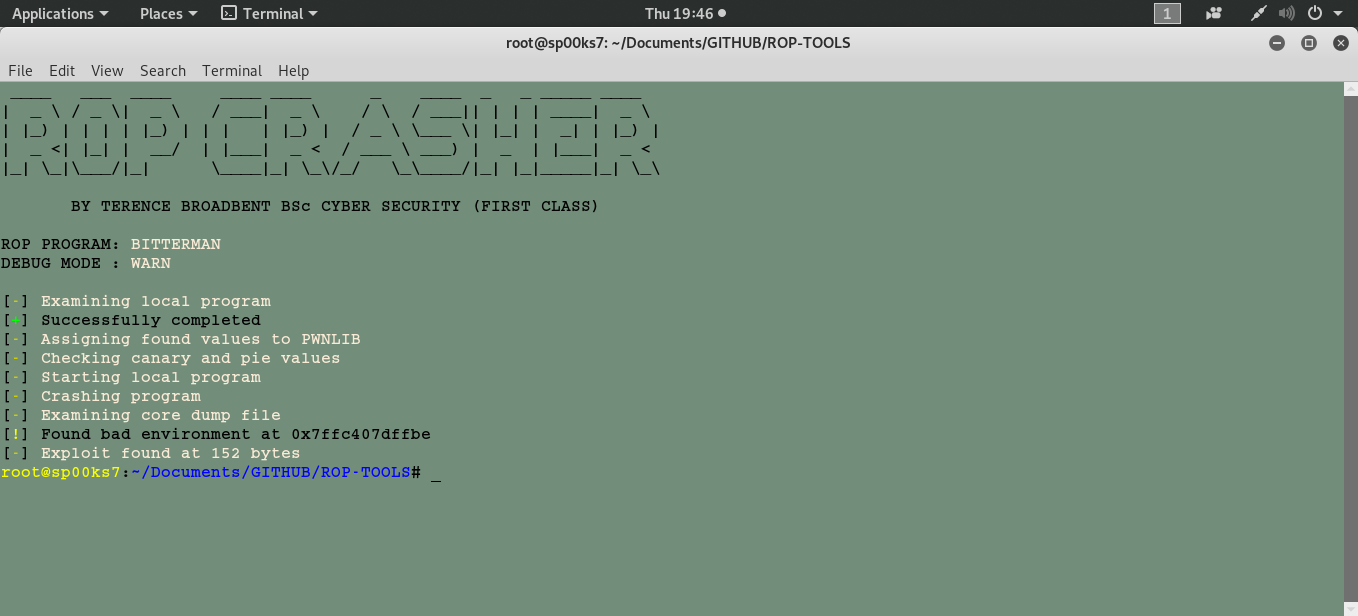 Applications Places Terminal Thu 19:46 1
root@sp00ks7: ~/Documents/GITHUB/ROP-TOOLS
File Edit View Search Terminal Help
ROP CRASHER
BY TERENCE BROADBENT BSc CYBER SECURITY (FIRST CLASS)
ROP PROGRAM: BITTERMAN
DEBUG MODE : WARN
[-] Examining local program
[+] Successfully completed
[-] Assigning found values to PWNLIB
[-] Checking canary and pie values
[-] Starting local program
[-] Crashing program
[-] Examining core dump file
[!] Found bad environment at 0x7ffc407dffbe
[-] Exploit found at 152 bytes
root@sp00ks7:~/Documents/GITHUB/ROP-TOOLS# _